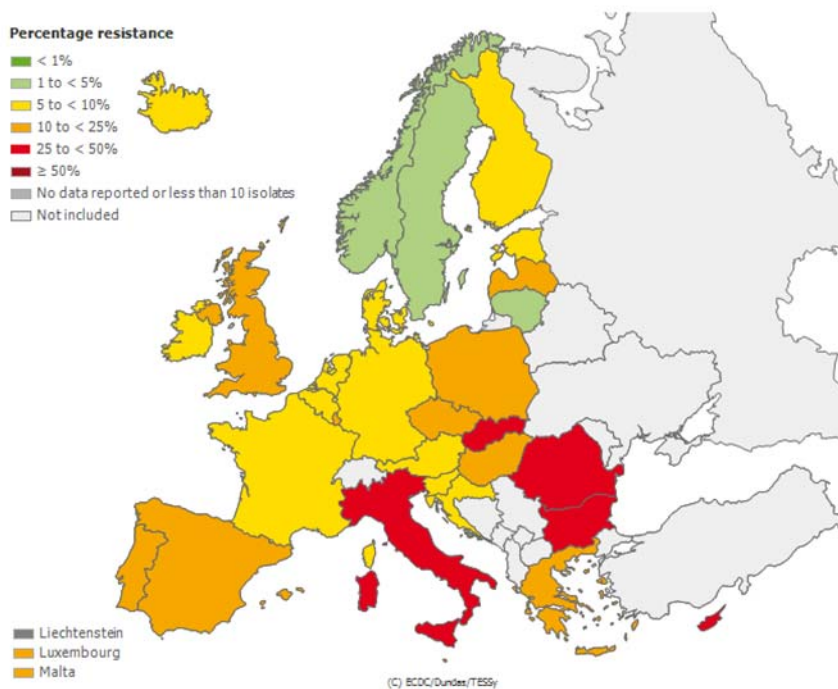 Percentage resistance
< 1%
1 to < 5%
5 to < 10%
10 to < 25%
25 to < 50%
≥ 50%
No data reported or less than 10 isolates
Not included
Liechtenstein
Luxembourg
Malta
(C) ECDC/Dundas/TESSy